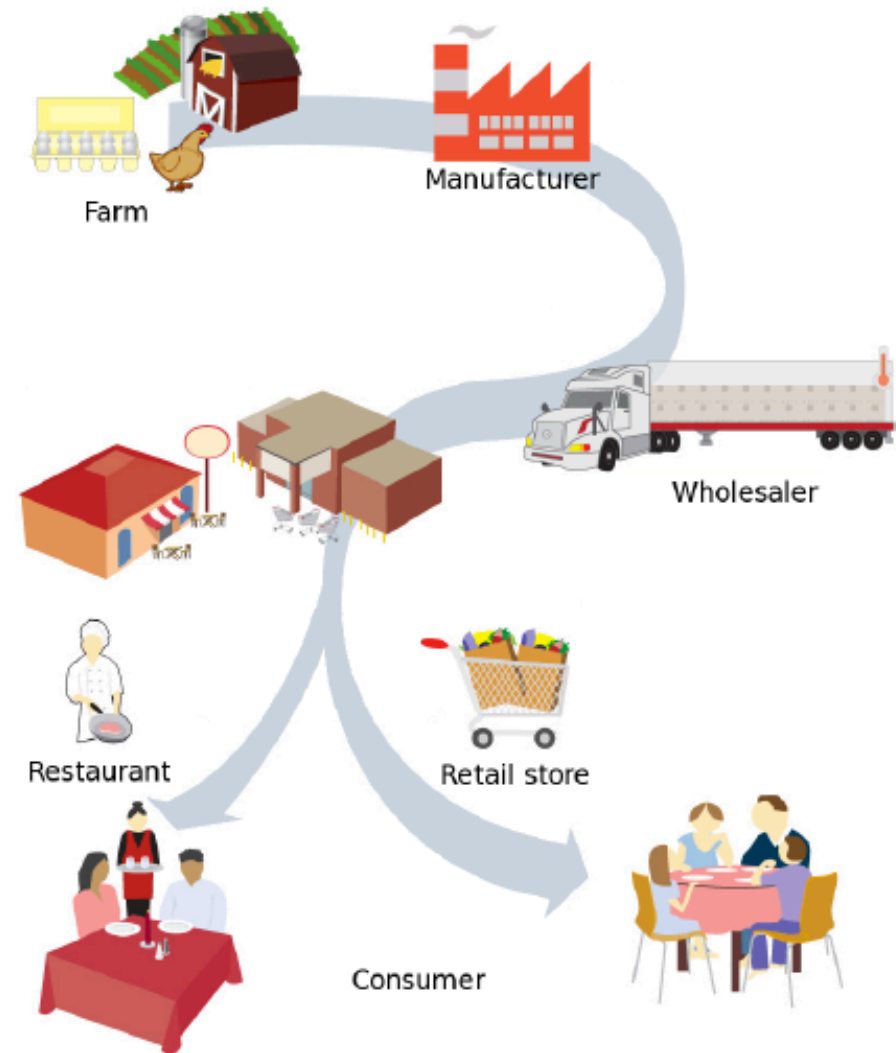 Farm
Manufacturer
Wholesaler
Restaurant
Retail store
Consumer